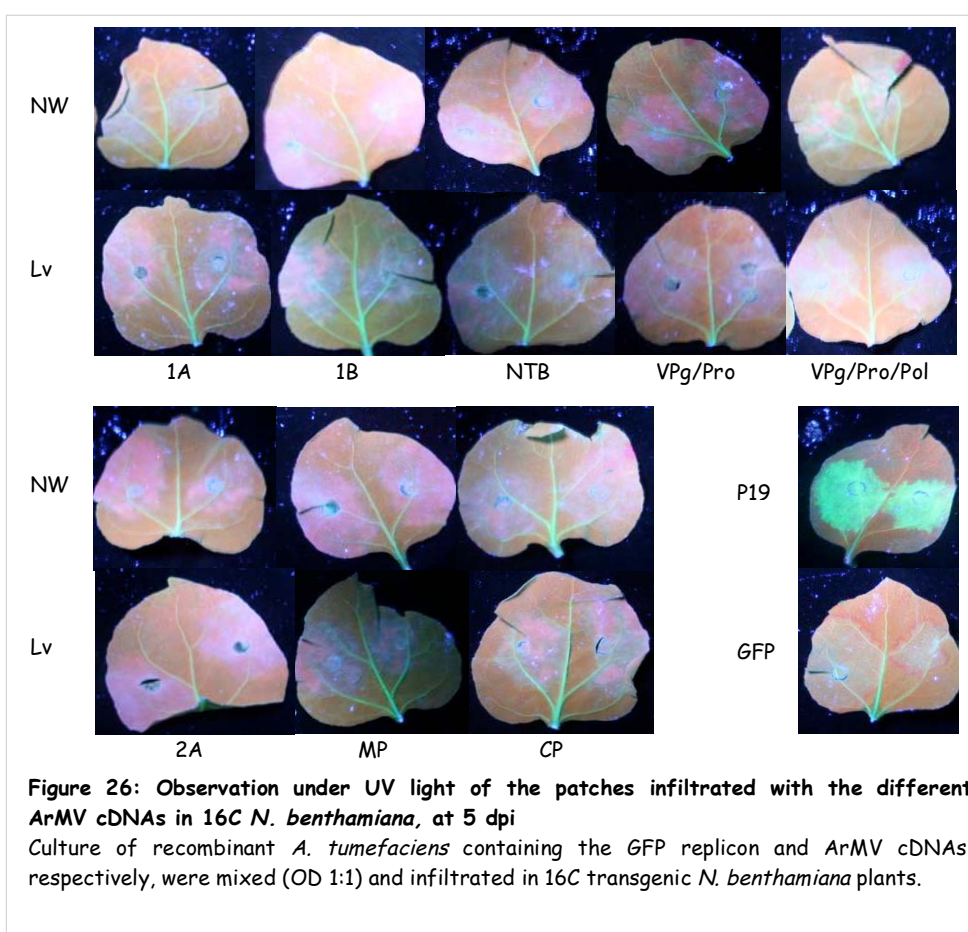 NW
Lv
1A 1B NTB VPg/Pro VPg/Pro/Pol
NW P19
Lv GFP
2A MP CP
Figure 26: Observation under UV light of the patches infiltrated with the different
ArMV cDNAs in 16C N. benthamiana, at 5 dpi
Culture of recombinant A. tumefaciens containing the GFP replicon and ArMV cDNAs
respectively, were mixed (OD 1:1) and infiltrated in 16C transgenic N. benthamiana plants.